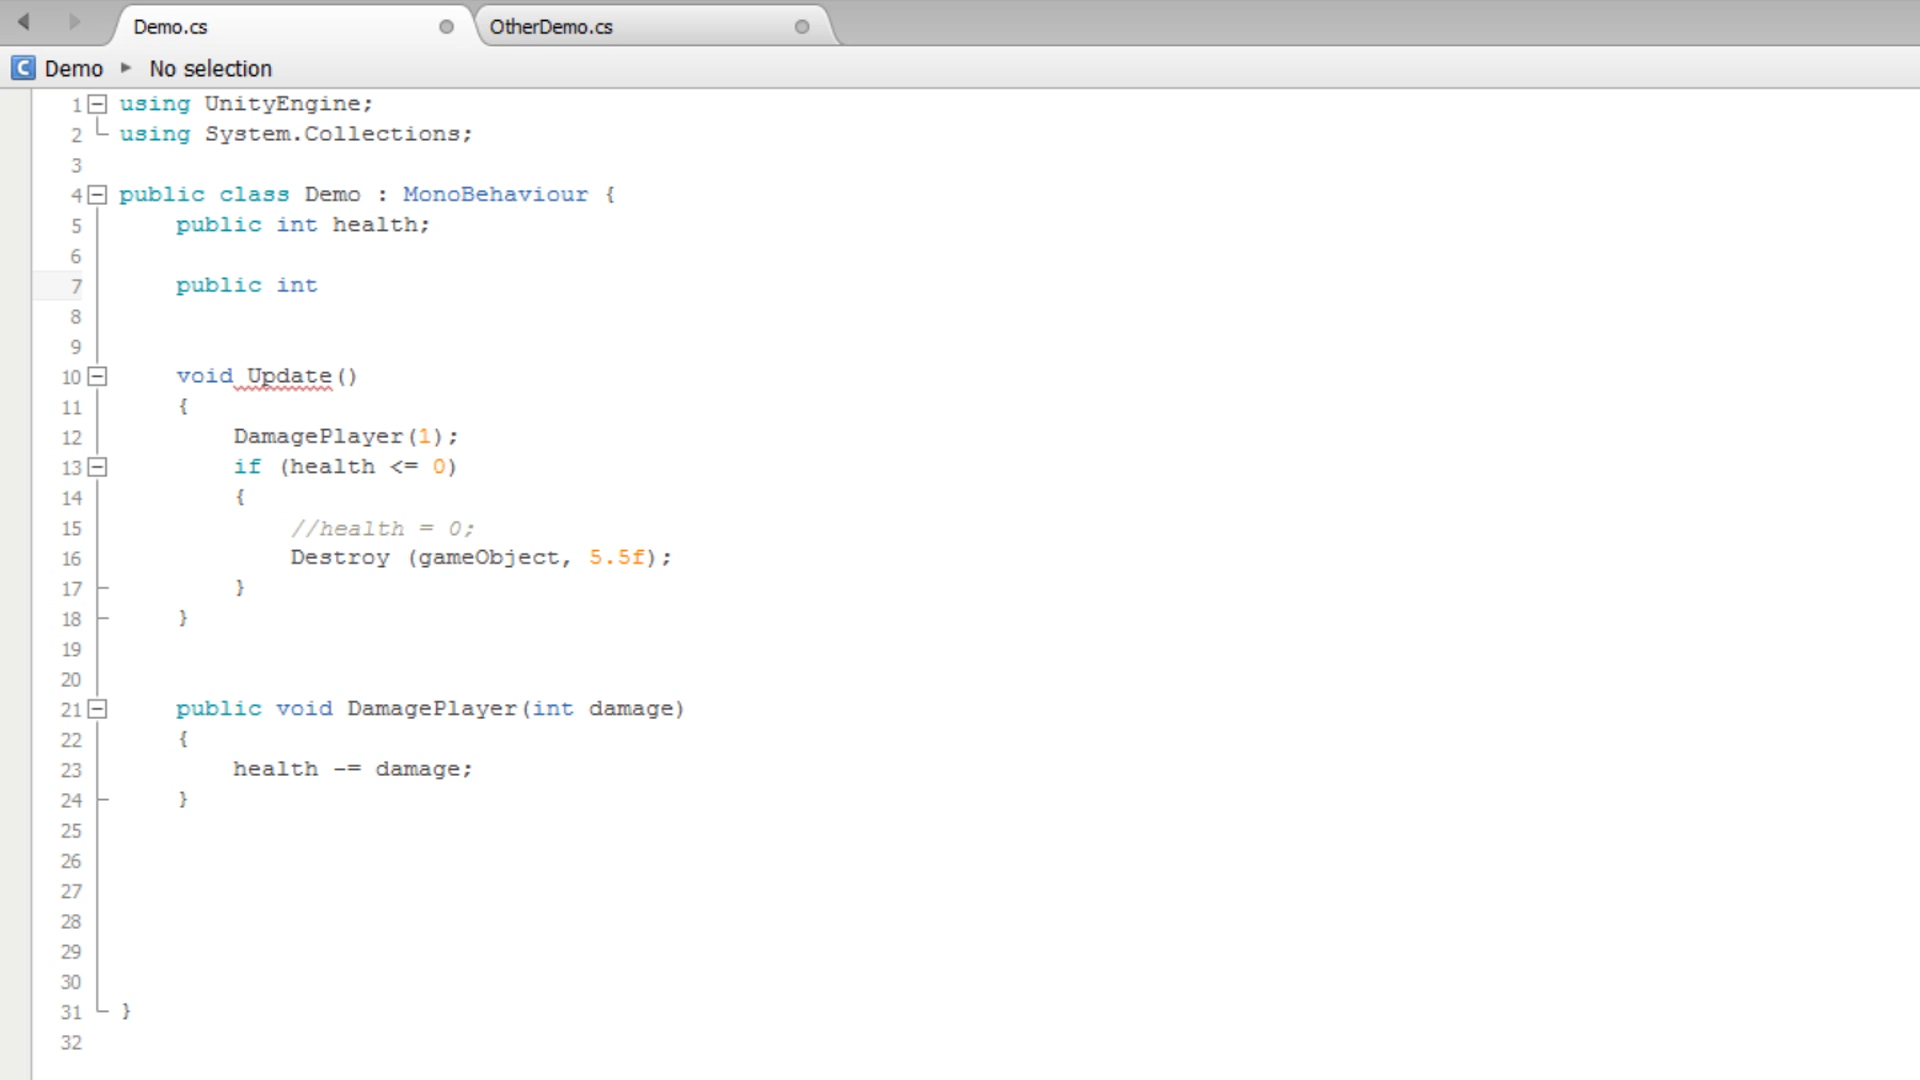 Demo.cs OtherDemo.cs
Demo No selection
1 using UnityEngine;
2 using System.Collections;
3
4 public class Demo : MonoBehaviour {
5 public int health;
6
7 public int
8
9
10 void Update()
11 {
12 DamagePlayer(1);
13 if (health <= 0)
14 {
15 //health = 0;
16 Destroy (gameObject, 5.5f);
17 }
18 }
19
20
21 public void DamagePlayer(int damage)
22 {
23 health -= damage;
24 }
25
26
27
28
29
30
31 }
32